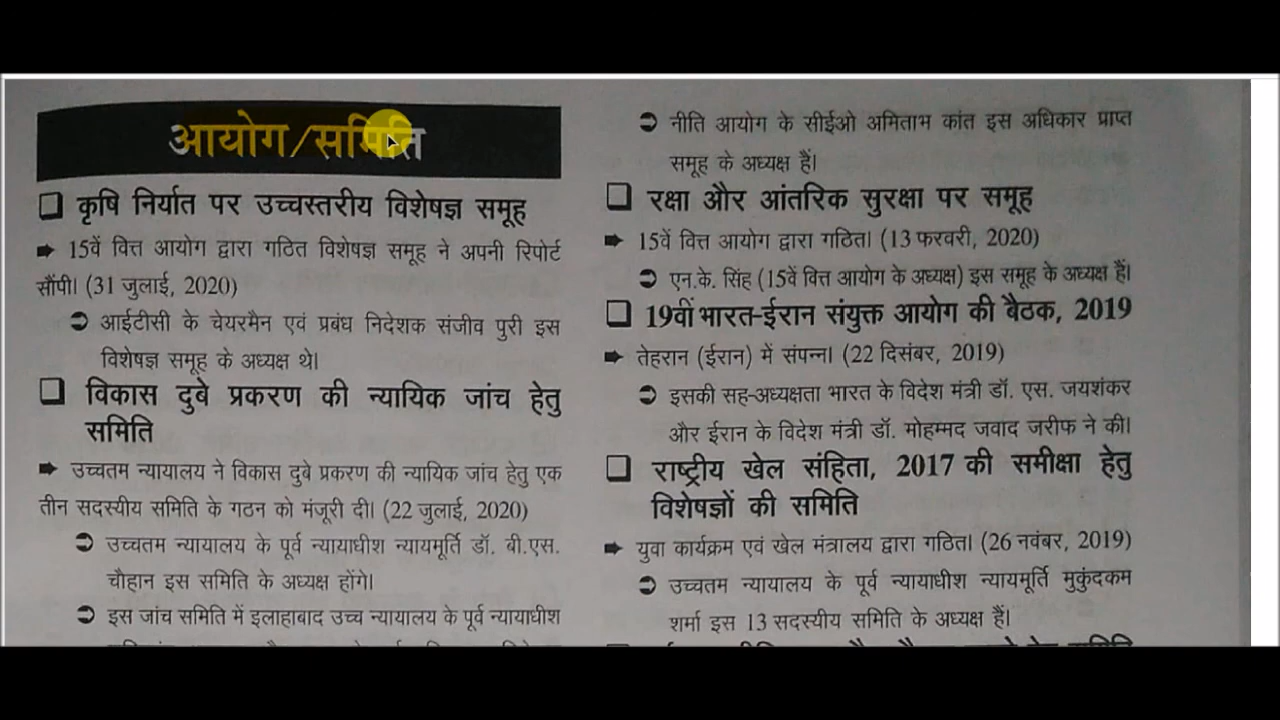 आयोग/समिति
❑ कृषि निर्यात पर उच्चस्तरीय विशेषज्ञ समूह
➡ 15वें वित्त आयोग द्वारा गठित विशेषज्ञ समूह ने अपनी रिपोर्ट
सौंपी। (31 जुलाई, 2020)
➲ आईटीसी के चेयरमैन एवं प्रबंध निदेशक संजीव पुरी इस
विशेषज्ञ समूह के अध्यक्ष थे।
❑ विकास दुबे प्रकरण की न्यायिक जांच हेतु
समिति
➡ उच्चतम न्यायालय ने विकास दुबे प्रकरण की न्यायिक जांच हेतु एक
तीन सदस्यीय समिति के गठन को मंजूरी दी। (22 जुलाई, 2020)
➲ उच्चतम न्यायालय के पूर्व न्यायाधीश न्यायमूर्ति डॉ. बी.एस.
चौहान इस समिति के अध्यक्ष होंगे।
➲ इस जांच समिति में इलाहाबाद उच्च न्यायालय के पूर्व न्यायाधीश
➲ नीति आयोग के सीईओ अमिताभ कांत इस अधिकार प्राप्त
समूह के अध्यक्ष हैं।
❑ रक्षा और आंतरिक सुरक्षा पर समूह
➡ 15वें वित्त आयोग द्वारा गठित। (13 फरवरी, 2020)
➲ एन.के. सिंह (15वें वित्त आयोग के अध्यक्ष) इस समूह के अध्यक्ष हैं।
❑ 19वीं भारत-ईरान संयुक्त आयोग की बैठक, 2019
➡ तेहरान (ईरान) में संपन्न। (22 दिसंबर, 2019)
➲ इसकी सह-अध्यक्षता भारत के विदेश मंत्री डॉ. एस. जयशंकर
और ईरान के विदेश मंत्री डॉ. मोहम्मद जवाद जरीफ ने की।
❑ राष्ट्रीय खेल संहिता, 2017 की समीक्षा हेतु
विशेषज्ञों की समिति
➡ युवा कार्यक्रम एवं खेल मंत्रालय द्वारा गठित। (26 नवंबर, 2019)
➲ उच्चतम न्यायालय के पूर्व न्यायाधीश न्यायमूर्ति मुकुंदकम
शर्मा इस 13 सदस्यीय समिति के अध्यक्ष हैं।